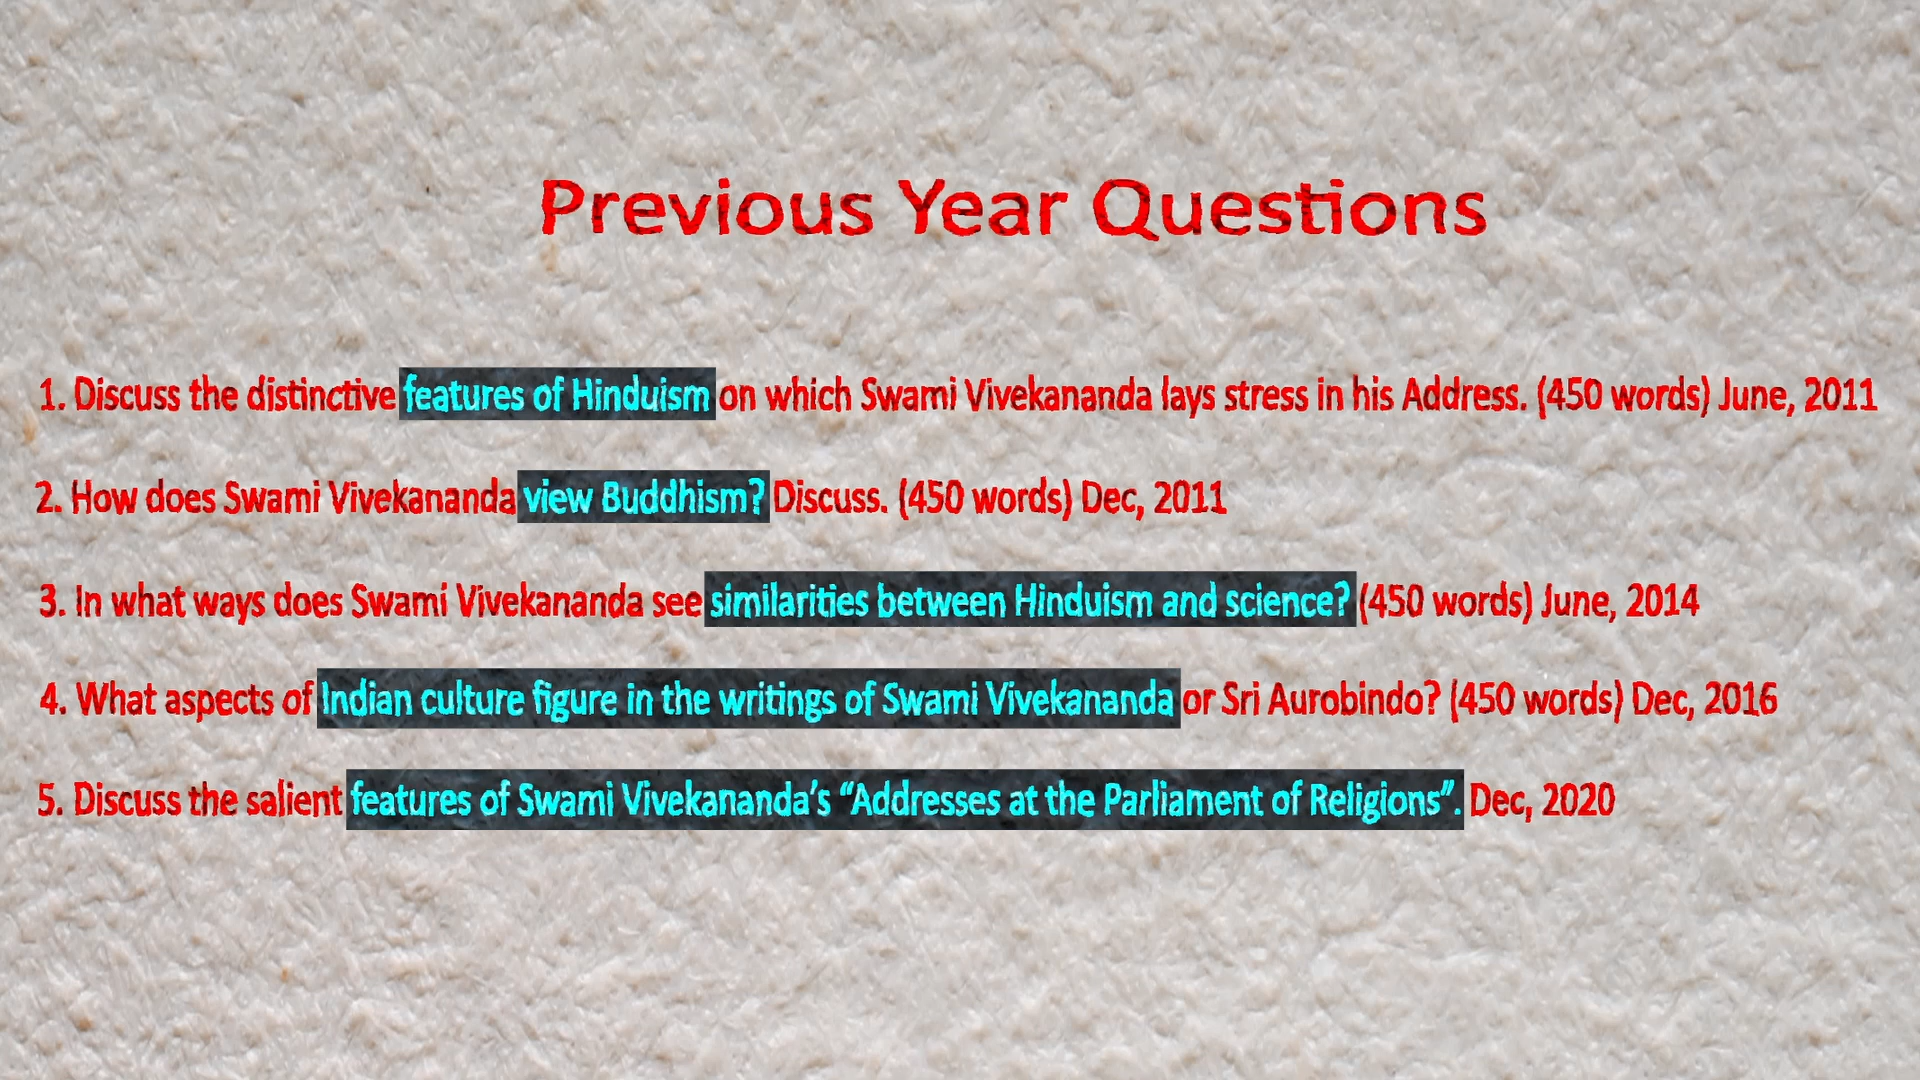 Previous Year Questions
1. Discuss the distinctive features of Hinduism on which Swami Vivekananda lays stress in his Address. (450 words) June, 2011
2. How does Swami Vivekananda view Buddhism? Discuss. (450 words) Dec, 2011
3. In what ways does Swami Vivekananda see similarities between Hinduism and science? (450 words) June, 2014
4. What aspects of Indian culture figure in the writings of Swami Vivekananda or Sri Aurobindo? (450 words) Dec, 2016
5. Discuss the salient features of Swami Vivekananda's “Addresses at the Parliament of Religions”. Dec, 2020